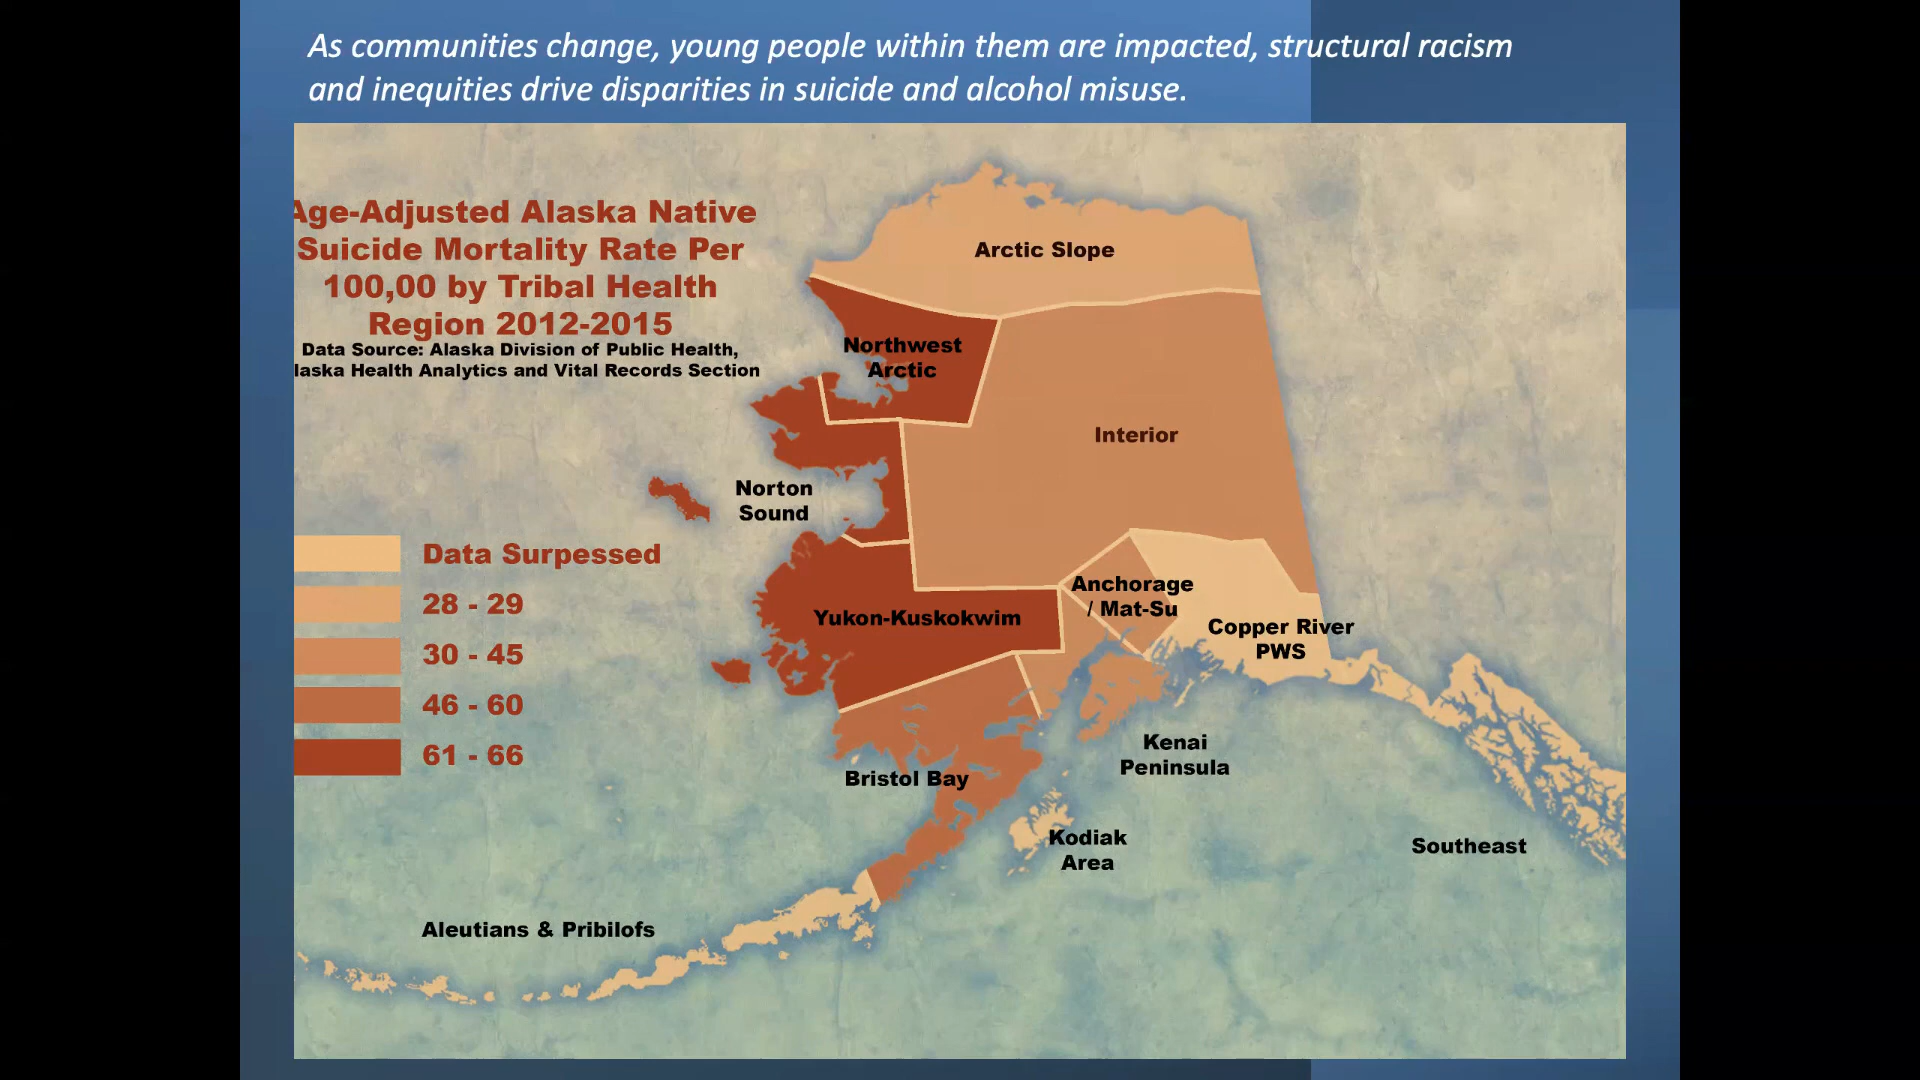 As communities change, young people within them are impacted, structural racism
and inequities drive disparities in suicide and alcohol misuse.
Age-Adjusted Alaska Native
Suicide Mortality Rate Per
100,00 by Tribal Health
Region 2012-2015
Data Source: Alaska Division of Public Health,
laska Health Analytics and Vital Records Section
Arctic Slope
Northwest
Arctic
Interior
Norton
Sound
Data Surpessed
28 - 29
30 - 45
46 - 60
61 - 66
Anchorage
/ Mat-Su
Yukon-Kuskokwim
Copper River
PWS
Kenai
Peninsula
Bristol Bay
Kodiak
Area
Southeast
Aleutians & Pribilofs